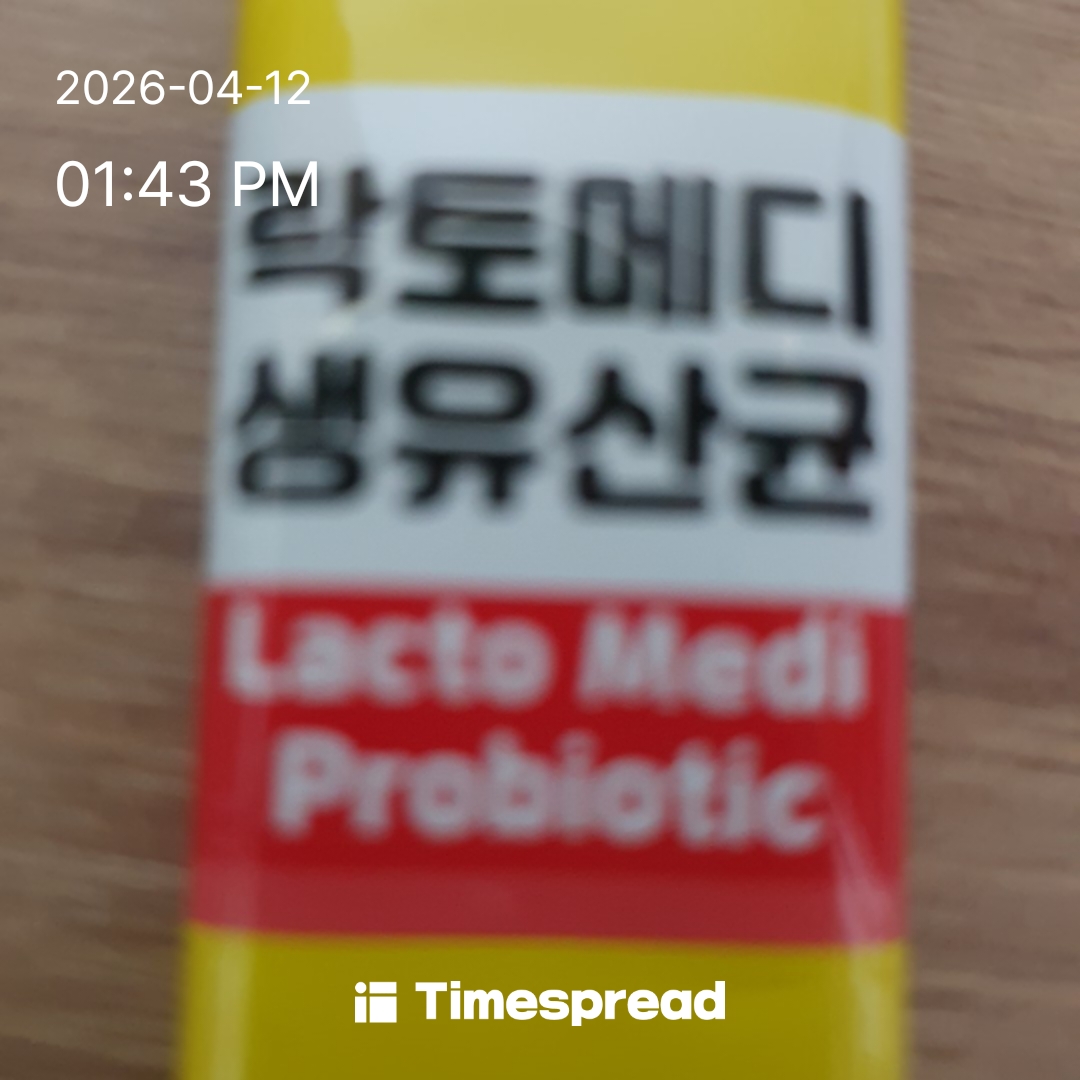 2026-04-12
01:43 PM
락토메디
생유산균
Lacto Medi
Probiotic
Timespread